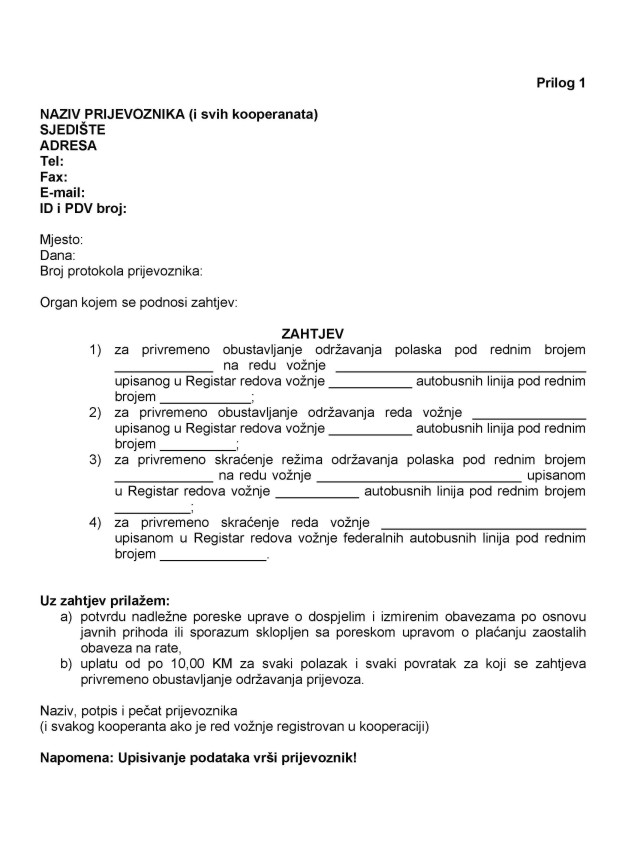 Prilog 1
NAZIV PRIJEVOZNIKA (i svih kooperanata)
SJEDIŠTE
ADRESA
Tel:
Fax:
E-mail:
ID i PDV broj:
Mjesto:
Dana:
Broj protokola prijevoznika:
Organ kojem se podnosi zahtjev:
ZAHTJEV
1) za privremeno obustavljanje održavanja polaska pod rednim brojem
_____________ na redu vožnje _________________________________
upisanog u Registar redova vožnje ___________ autobusnih linija pod rednim
brojem ____________;
2) za privremeno obustavljanje održavanja reda vožnje _______________
upisanog u Registar redova vožnje ___________ autobusnih linija pod rednim
brojem __________;
3) za privremeno skraćenje režima održavanja polaska pod rednim brojem
_____________ na redu vožnje ___________________________ upisanom
u Registar redova vožnje ___________ autobusnih linija pod rednim brojem
__________;
4) za privremeno skraćenje reda vožnje ___________________________
upisanom u Registar redova vožnje federalnih autobusnih linija pod rednim
brojem ______________.
Uz zahtjev prilažem:
a) potvrdu nadležne poreske uprave o dospjelim i izmirenim obavezama po osnovu
javnih prihoda ili sporazum sklopljen sa poreskom upravom o plaćanju zaostalih
obaveza na rate,
b) uplatu od po 10,00 KM za svaki polazak i svaki povratak za koji se zahtjeva
privremeno obustavljanje održavanja prijevoza.
Naziv, potpis i pečat prijevoznika
(i svakog kooperanta ako je red vožnje registrovan u kooperaciji)
Napomena: Upisivanje podataka vrši prijevoznik!